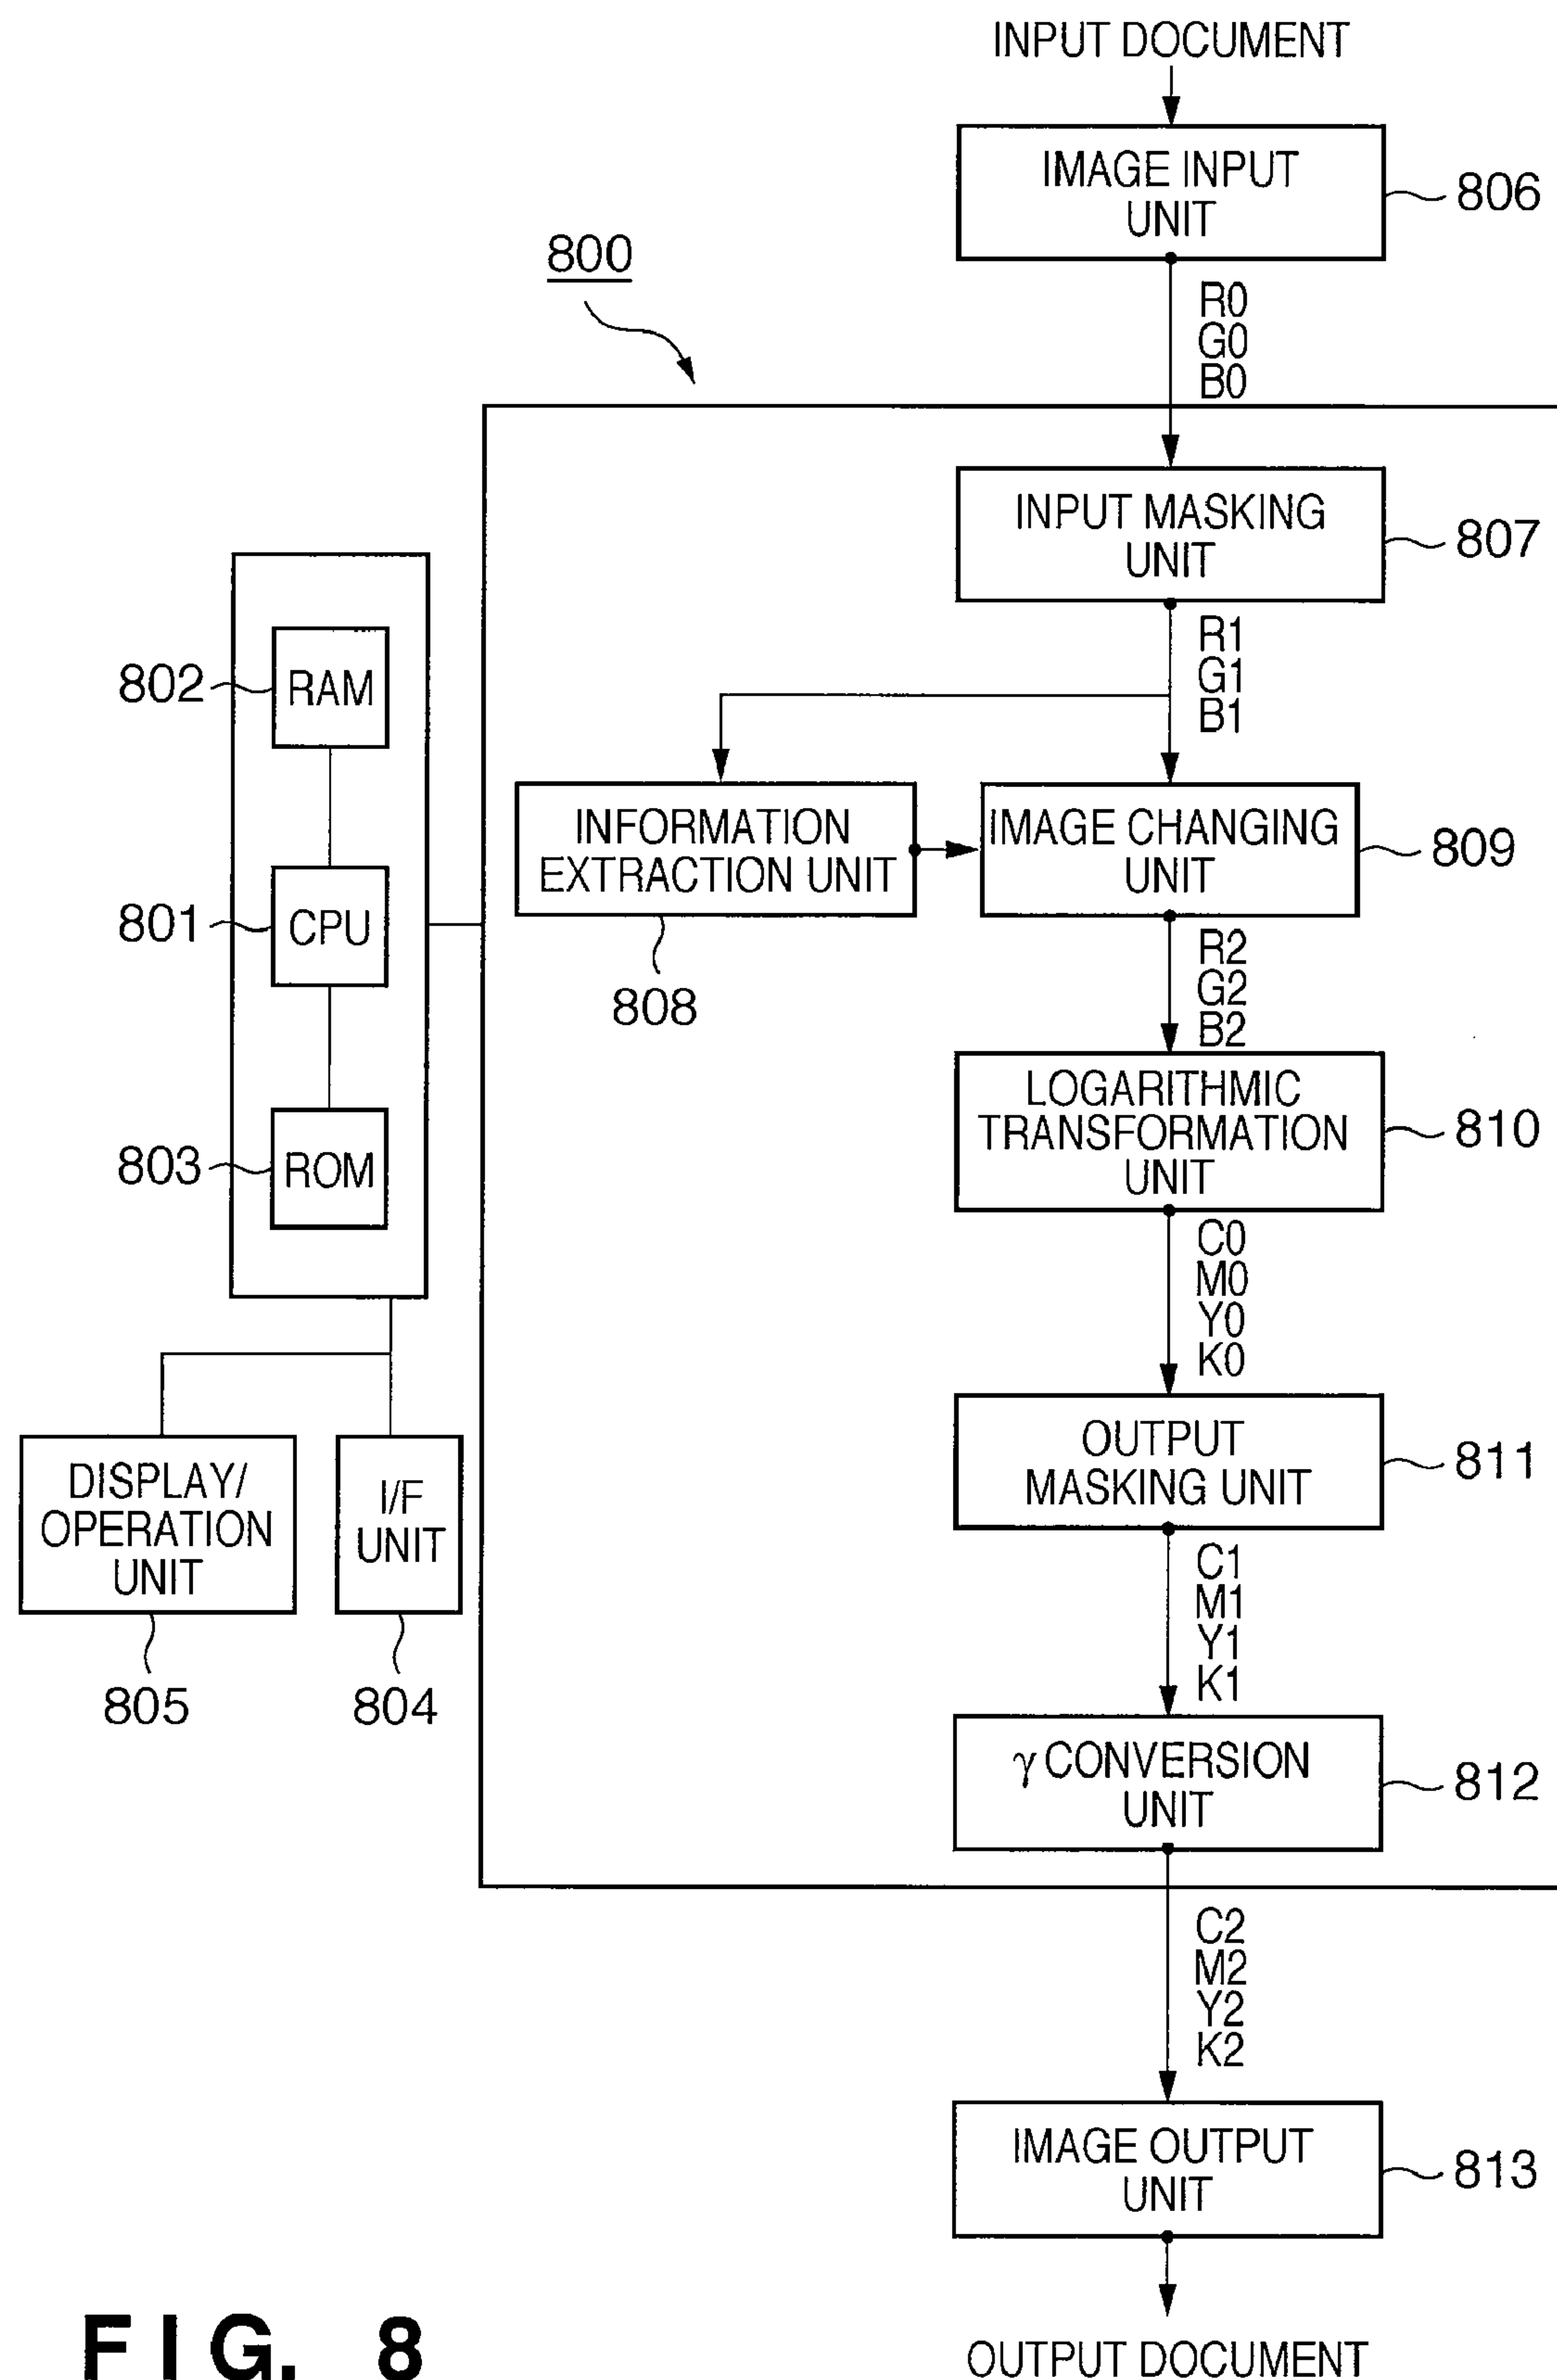 INPUT DOCUMENT
IMAGE INPUT
UNIT
806
800
R0
G0
B0
INPUT MASKING
UNIT
807
R1
G1
B1
802
RAM
801
CPU
803
ROM
INFORMATION
EXTRACTION UNIT
808
IMAGE CHANGING
UNIT
809
R2
G2
B2
LOGARITHMIC
TRANSFORMATION
UNIT
810
C0
M0
Y0
K0
DISPLAY/
OPERATION
UNIT
805
I/F
UNIT
804
OUTPUT
MASKING UNIT
811
C1
M1
Y1
K1
γ CONVERSION
UNIT
812
C2
M2
Y2
K2
IMAGE OUTPUT
UNIT
813
OUTPUT DOCUMENT
FIG. 8